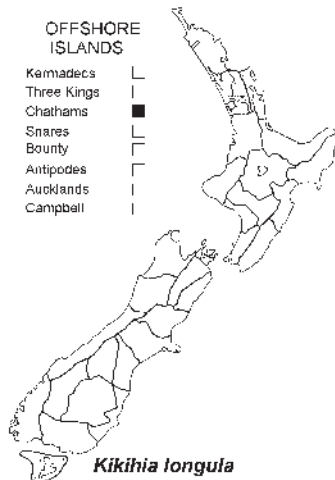 OFFSHORE
ISLANDS
Kermadecs
Three Kings
Chathams
Snares
Bounty
Antipodes
Aucklands
Campbell
Kikihia longula